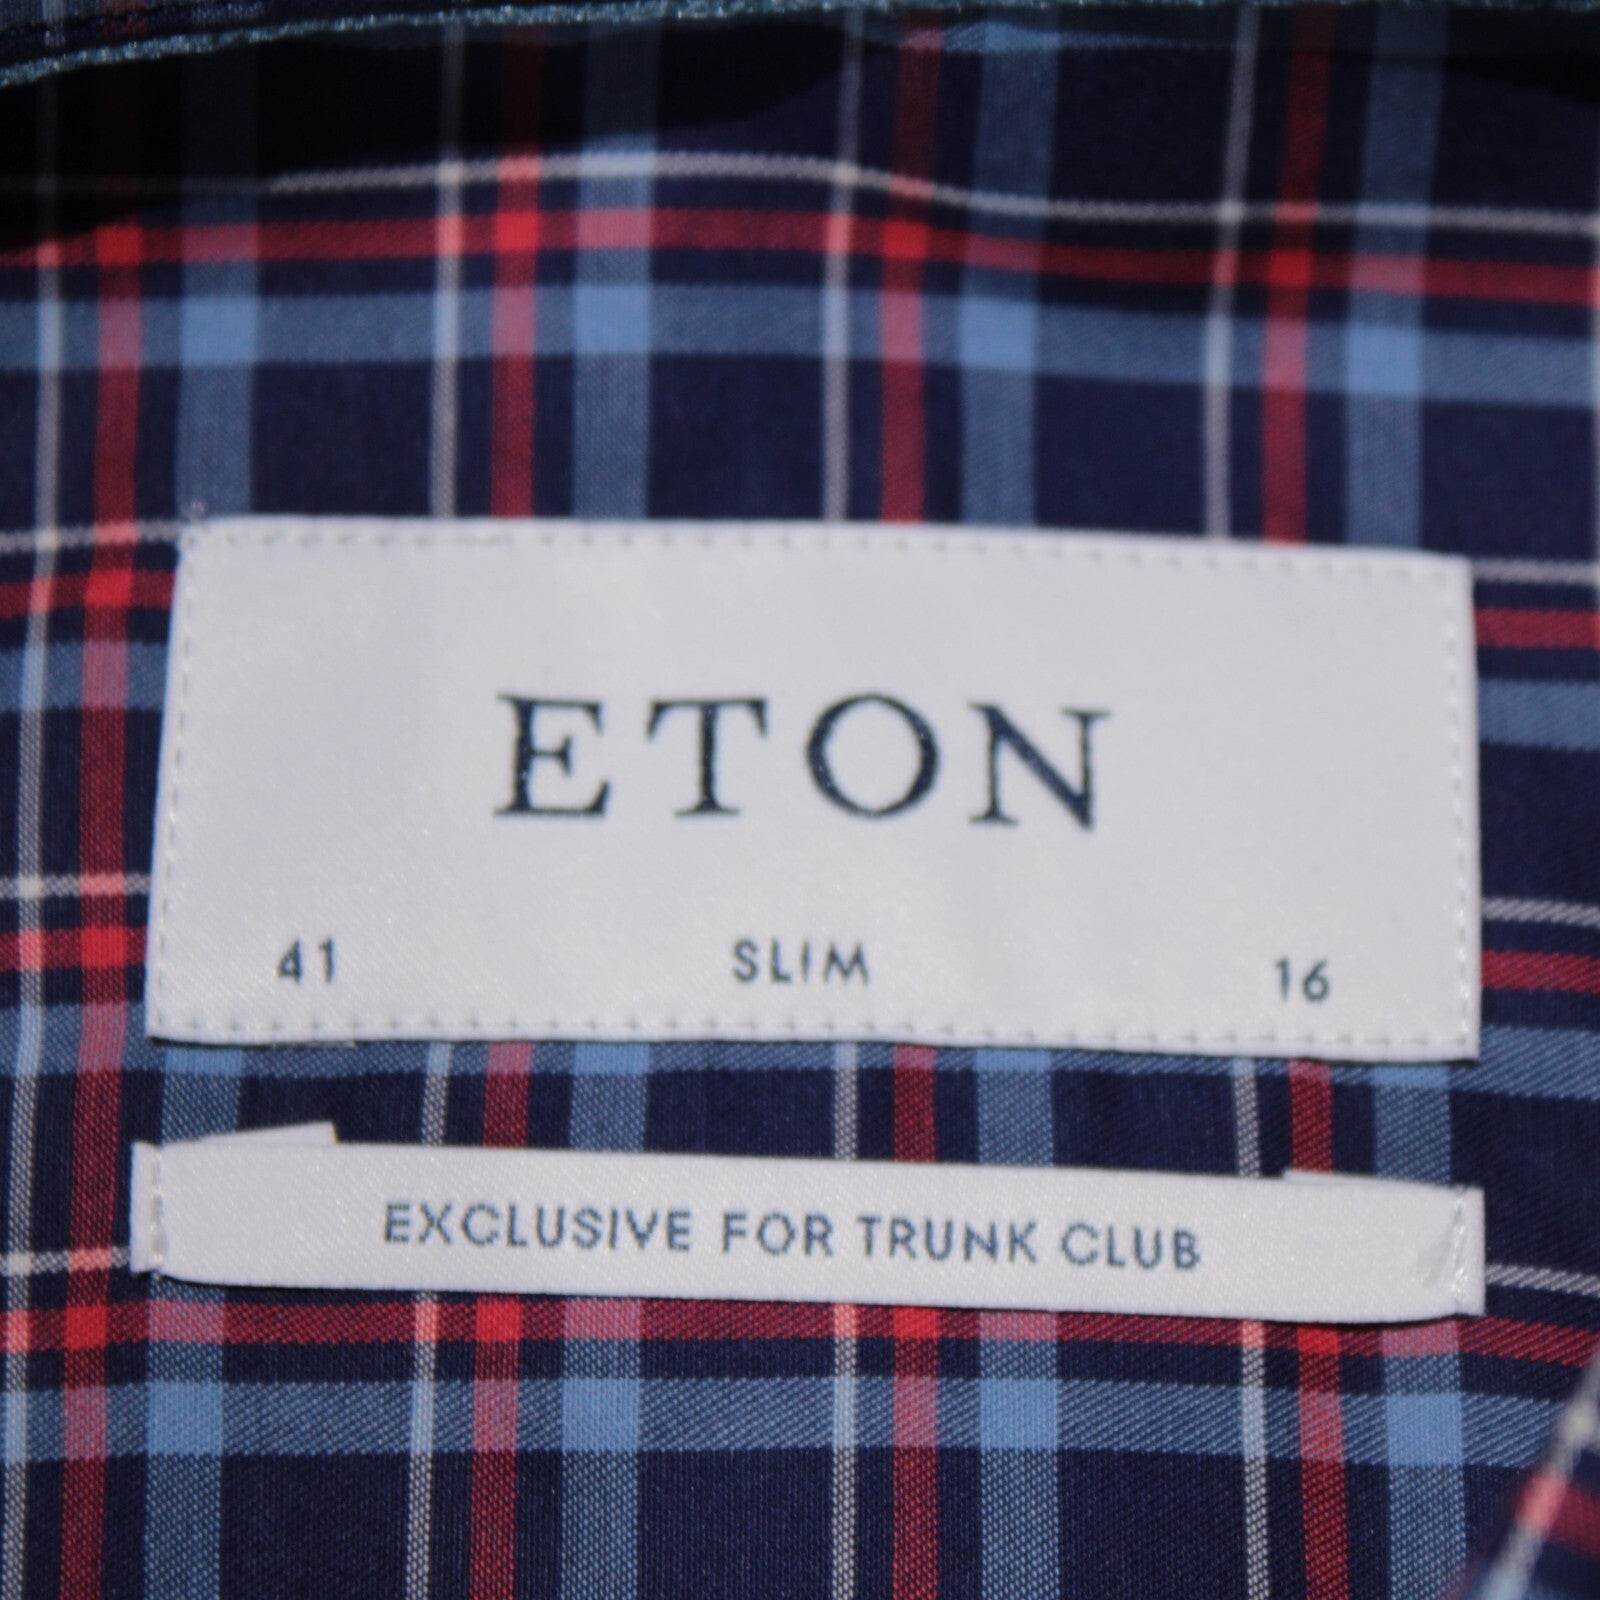 ETON
41 SLIM 16
EXCLUSIVE FOR TRUNK CLUB